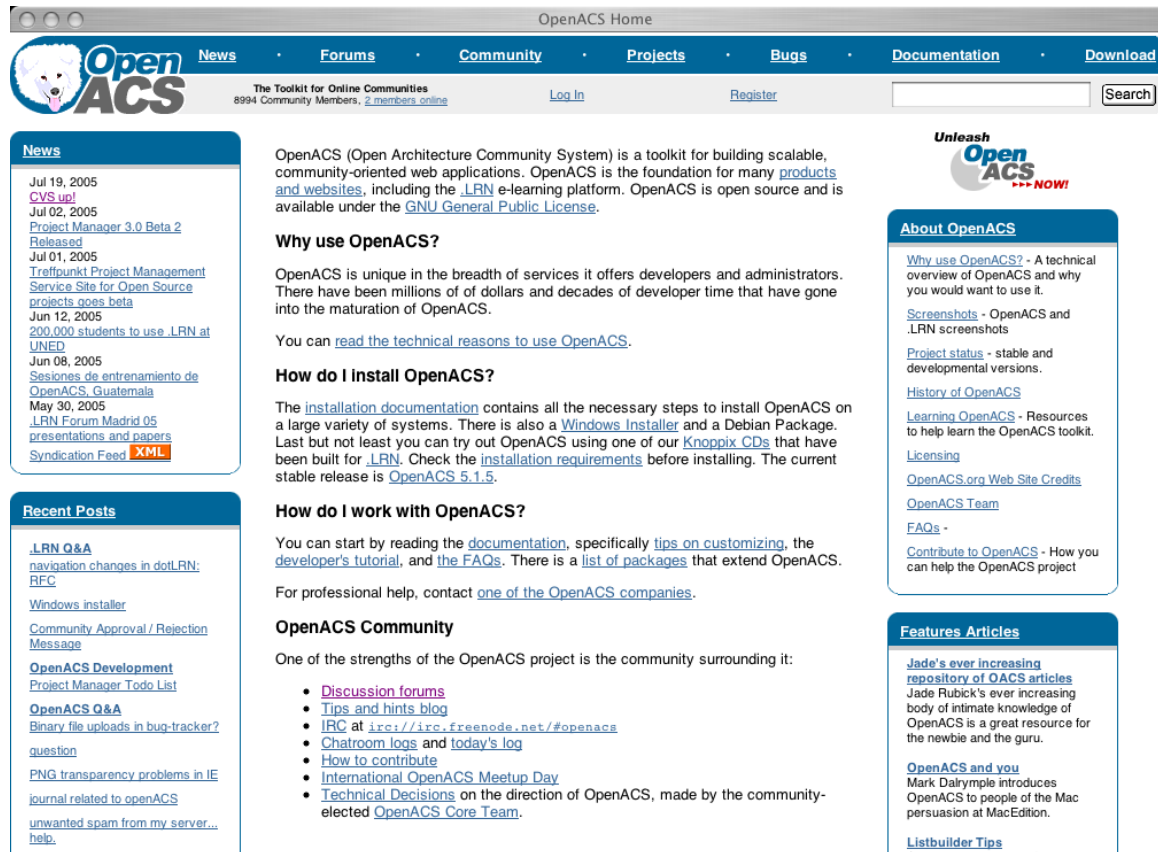 OpenACS Home
Open
ACS
News · Forums · Community · Projects · Bugs · Documentation · Download
The Toolkit for Online Communities
8994 Community Members, 2 members online
Log In
Register
Search
News
Jul 19, 2005
CVS up!
Jul 02, 2005
Project Manager 3.0 Beta 2
Released
Jul 01, 2005
Treffpunkt Project Management
Service Site for Open Source
projects goes beta
Jun 12, 2005
200,000 students to use .LRN at
UNED
Jun 08, 2005
Sesiones de entrenamiento de
OpenACS, Guatemala
May 30, 2005
.LRN Forum Madrid 05
presentations and papers
Syndication Feed XML
Recent Posts
.LRN Q&A
navigation changes in dotLRN:
RFC
Windows installer
Community Approval / Rejection
Message
OpenACS Development
Project Manager Todo List
OpenACS Q&A
Binary file uploads in bug-tracker?
question
PNG transparency problems in IE
journal related to openACS
unwanted spam from my server...
help.
OpenACS (Open Architecture Community System) is a toolkit for building scalable,
community-oriented web applications. OpenACS is the foundation for many products
and websites, including the .LRN e-learning platform. OpenACS is open source and is
available under the GNU General Public License.
Why use OpenACS?
OpenACS is unique in the breadth of services it offers developers and administrators.
There have been millions of of dollars and decades of developer time that have gone
into the maturation of OpenACS.
You can read the technical reasons to use OpenACS.
How do I install OpenACS?
The installation documentation contains all the necessary steps to install OpenACS on
a large variety of systems. There is also a Windows Installer and a Debian Package.
Last but not least you can try out OpenACS using one of our Knoppix CDs that have
been built for .LRN. Check the installation requirements before installing. The current
stable release is OpenACS 5.1.5.
How do I work with OpenACS?
You can start by reading the documentation, specifically tips on customizing, the
developer's tutorial, and the FAQs. There is a list of packages that extend OpenACS.
For professional help, contact one of the OpenACS companies.
OpenACS Community
One of the strengths of the OpenACS project is the community surrounding it:
• Discussion forums
• Tips and hints blog
• IRC at irc://irc.freenode.net/#openacs
• Chatroom logs and today's log
• How to contribute
• International OpenACS Meetup Day
• Technical Decisions on the direction of OpenACS, made by the community-
elected OpenACS Core Team.
Unleash
Open
ACS
NOW!
About OpenACS
Why use OpenACS? - A technical
overview of OpenACS and why
you would want to use it.
Screenshots - OpenACS and
.LRN screenshots
Project status - stable and
developmental versions.
History of OpenACS
Learning OpenACS - Resources
to help learn the OpenACS toolkit.
Licensing
OpenACS.org Web Site Credits
OpenACS Team
FAQs -
Contribute to OpenACS - How you
can help the OpenACS project
Features Articles
Jade's ever increasing
repository of OACS articles
Jade Rubick's ever increasing
body of intimate knowledge of
OpenACS is a great resource for
the newbie and the guru.
OpenACS and you
Mark Dalrymple introduces
OpenACS to people of the Mac
persuasion at MacEdition.
Listbuilder Tips